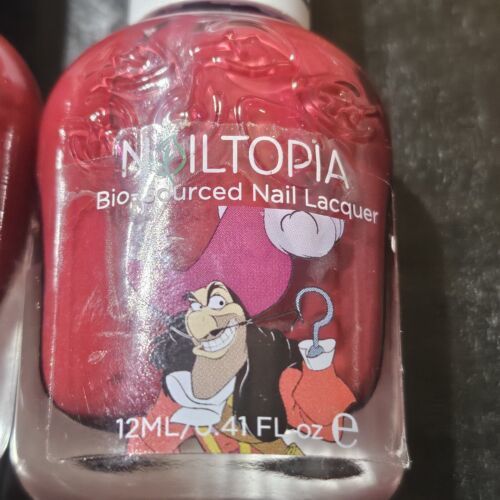 NAILTOPIA
Bio-Sourced Nail Lacquer
12ML/0.41 FL.oz e